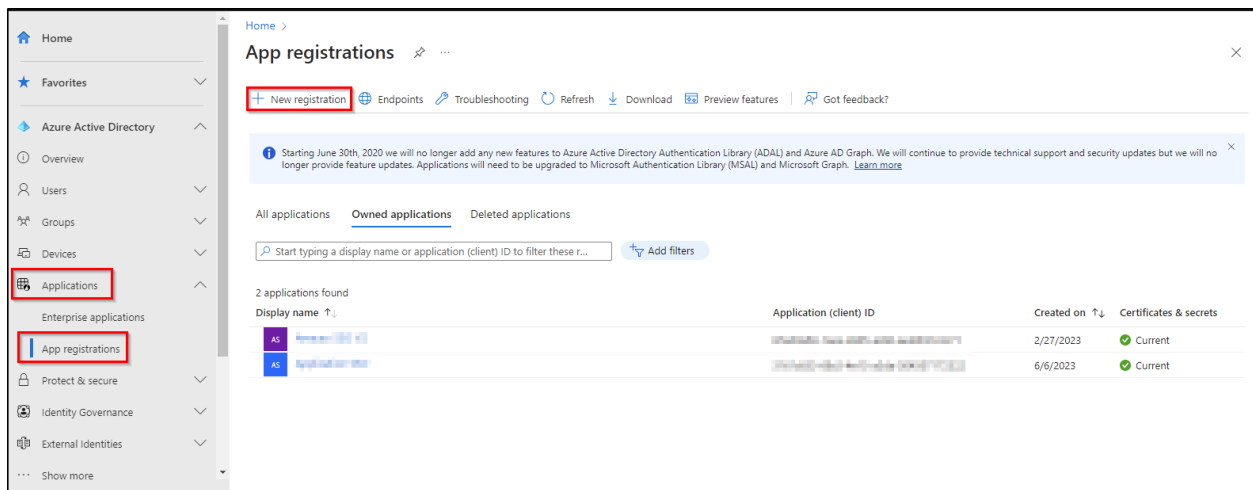 Home
Favorites
Azure Active Directory
Overview
Users
Groups
Devices
Applications
Enterprise applications
App registrations
Protect & secure
Identity Governance
External Identities
Show more
Home >
App registrations
New registration Endpoints Troubleshooting Refresh Download Preview features Got feedback?
Starting June 30th, 2020 we will no longer add any new features to Azure Active Directory Authentication Library (ADAL) and Azure AD Graph. We will continue to provide technical support and security updates but we will no
longer provide feature updates. Applications will need to be upgraded to Microsoft Authentication Library (MSAL) and Microsoft Graph. Learn more
All applications Owned applications Deleted applications
Start typing a display name or application (client) ID to filter these r... Add filters
2 applications found
Display name Application (client) ID Created on Certificates & secrets
AS 2/27/2023 Current
AS 6/6/2023 Current